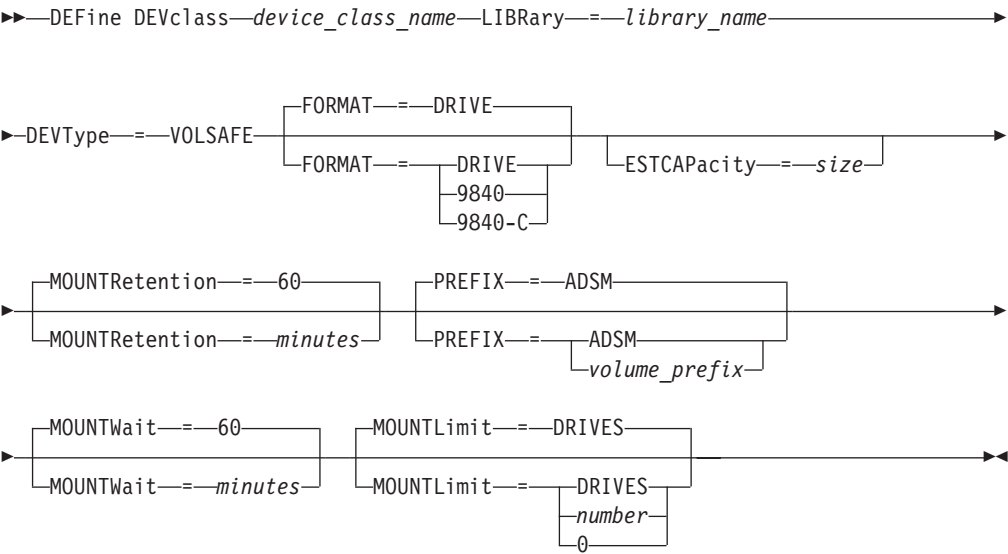 DEFine DEVclass device_class_name LIBRary = library_name
FORMAT = DRIVE
DEVType = VOLSAFE
FORMAT = DRIVE
9840
9840-C
ESTCAPacity = size
MOUNTRetention = 60
MOUNTRetention = minutes
PREFIX = ADSM
PREFIX = ADSM
volume_prefix
MOUNTWait = 60
MOUNTWait = minutes
MOUNTLimit = DRIVES
MOUNTLimit = DRIVES
number
0